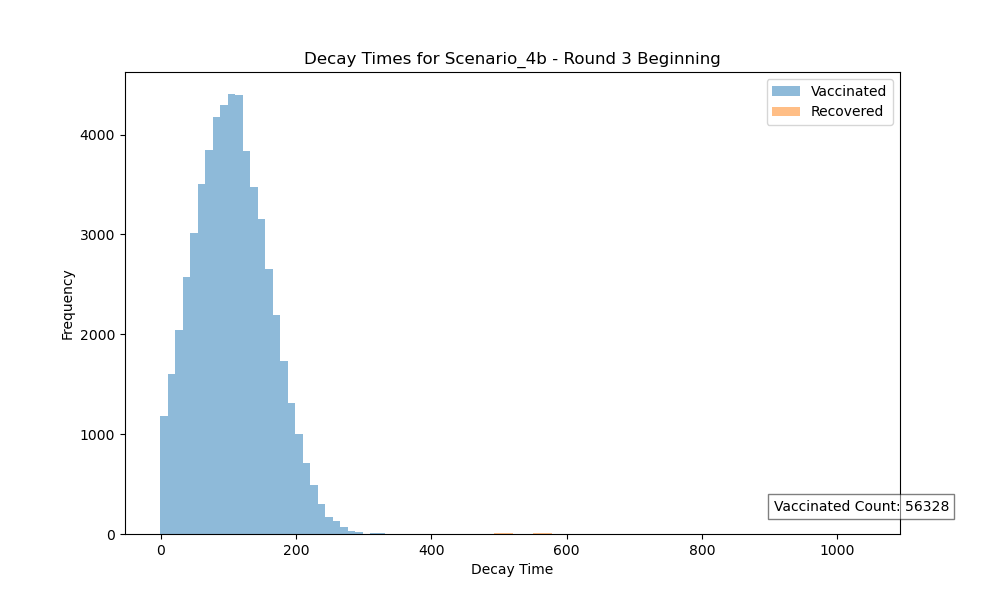 Decay Times for Scenario_4b - Round 3 Beginning
Vaccinated
Recovered
4000
3000
2000
1000
0
Frequency
Vaccinated Count: 56328
0 200 400 600 800 1000
Decay Time